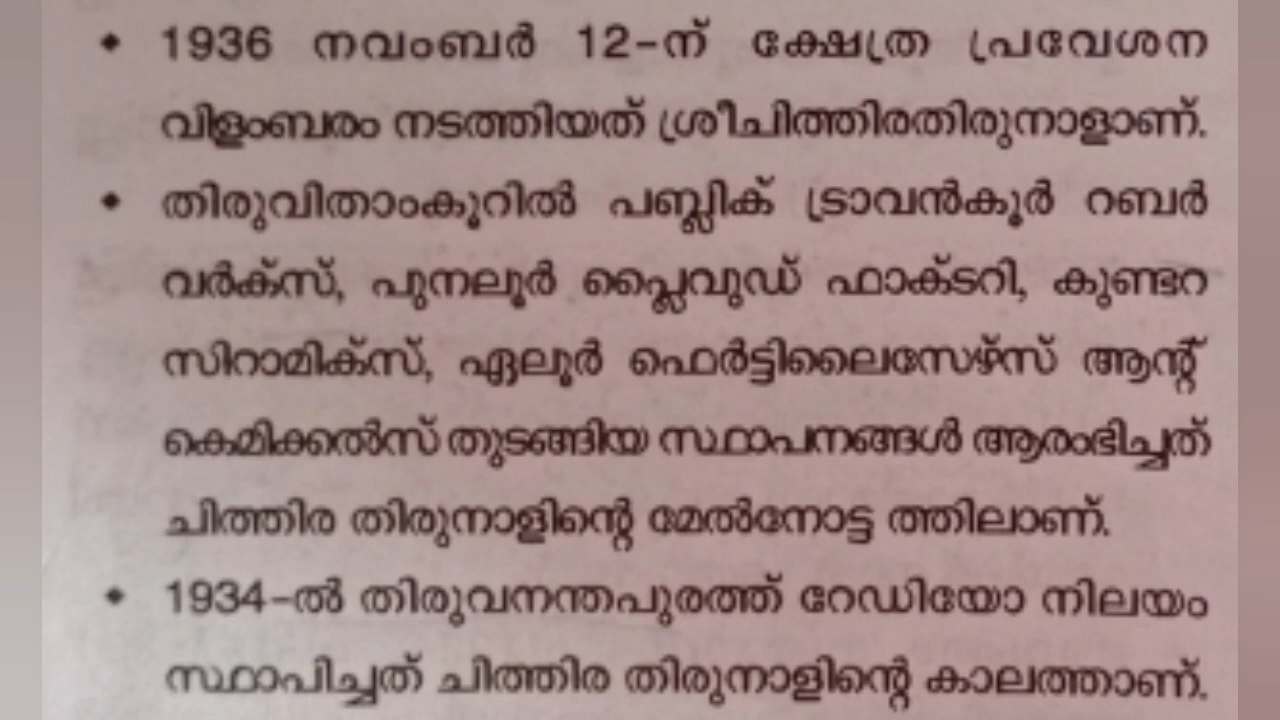 • 1936 നവംബർ 12-ന് ക്ഷേത്ര പ്രവേശന
വിളംബരം നടത്തിയത് ശ്രീചിത്തിരതിരുനാളാണ്.
• തിരുവിതാംകൂറിൽ പബ്ലിക് ട്രാവൻകൂർ റബർ
വർക്സ്, പുനലൂർ പ്ലൈവുഡ് ഫാക്ടറി, കുണ്ടറ
സിറാമിക്സ്, ഏലൂർ ഫെർട്ടിലൈസേഴ്സ് ആന്റ്
കെമിക്കൽസ് തുടങ്ങിയ സ്ഥാപനങ്ങൾ ആരംഭിച്ചത്
ചിത്തിര തിരുനാളിന്റെ മേൽനോട്ട ത്തിലാണ്.
• 1934-ൽ തിരുവനന്തപുരത്ത് റേഡിയോ നിലയം
സ്ഥാപിച്ചത് ചിത്തിര തിരുനാളിന്റെ കാലത്താണ്.